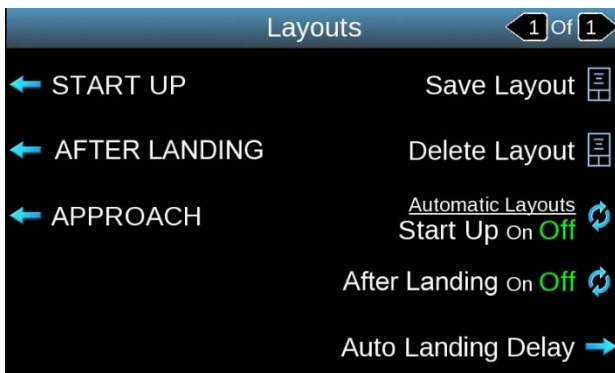 Layouts 1 Of 1
START UP Save Layout
AFTER LANDING Delete Layout
Automatic Layouts
APPROACH Start Up On Off
After Landing On Off
Auto Landing Delay